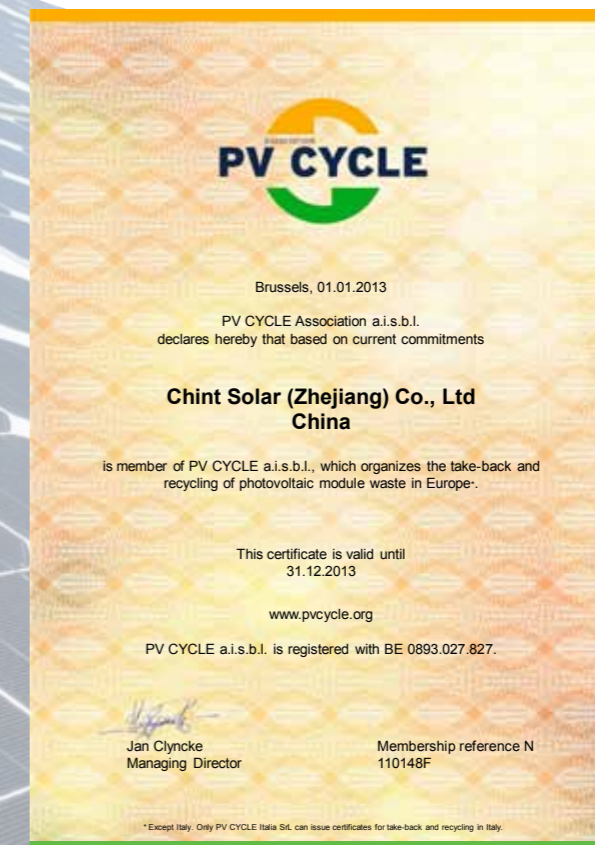 PV CYCLE
Brussels, 01.01.2013
PV CYCLE Association a.i.s.b.l.
declares hereby that based on current commitments
Chint Solar (Zhejiang) Co., Ltd
China
is member of PV CYCLE a.i.s.b.l., which organizes the take-back and
recycling of photovoltaic module waste in Europe*.
This certificate is valid until
31.12.2013
www.pvcycle.org
PV CYCLE a.i.s.b.l. is registered with BE 0893.027.827.
Jan Clyncke
Managing Director
Membership reference N
110148F
* Except Italy. Only PV CYCLE Italia SrL can issue certificates for take-back and recycling in Italy.